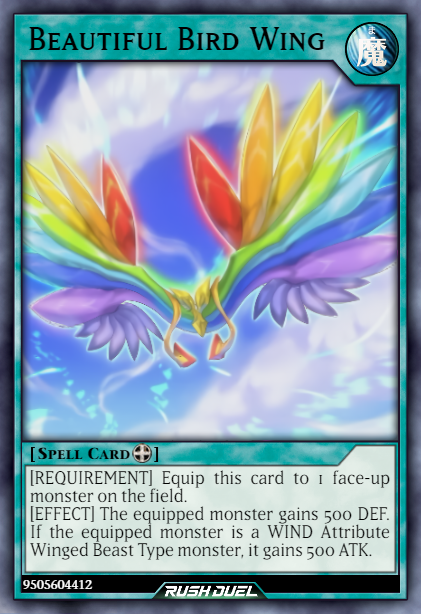 Beautiful Bird Wing
ま
魔
[Spell Card]
[REQUIREMENT] Equip this card to 1 face-up
monster on the field.
[EFFECT] The equipped monster gains 500 DEF.
If the equipped monster is a WIND Attribute
Winged Beast Type monster, it gains 500 ATK.
9505604412
RUSH DUEL